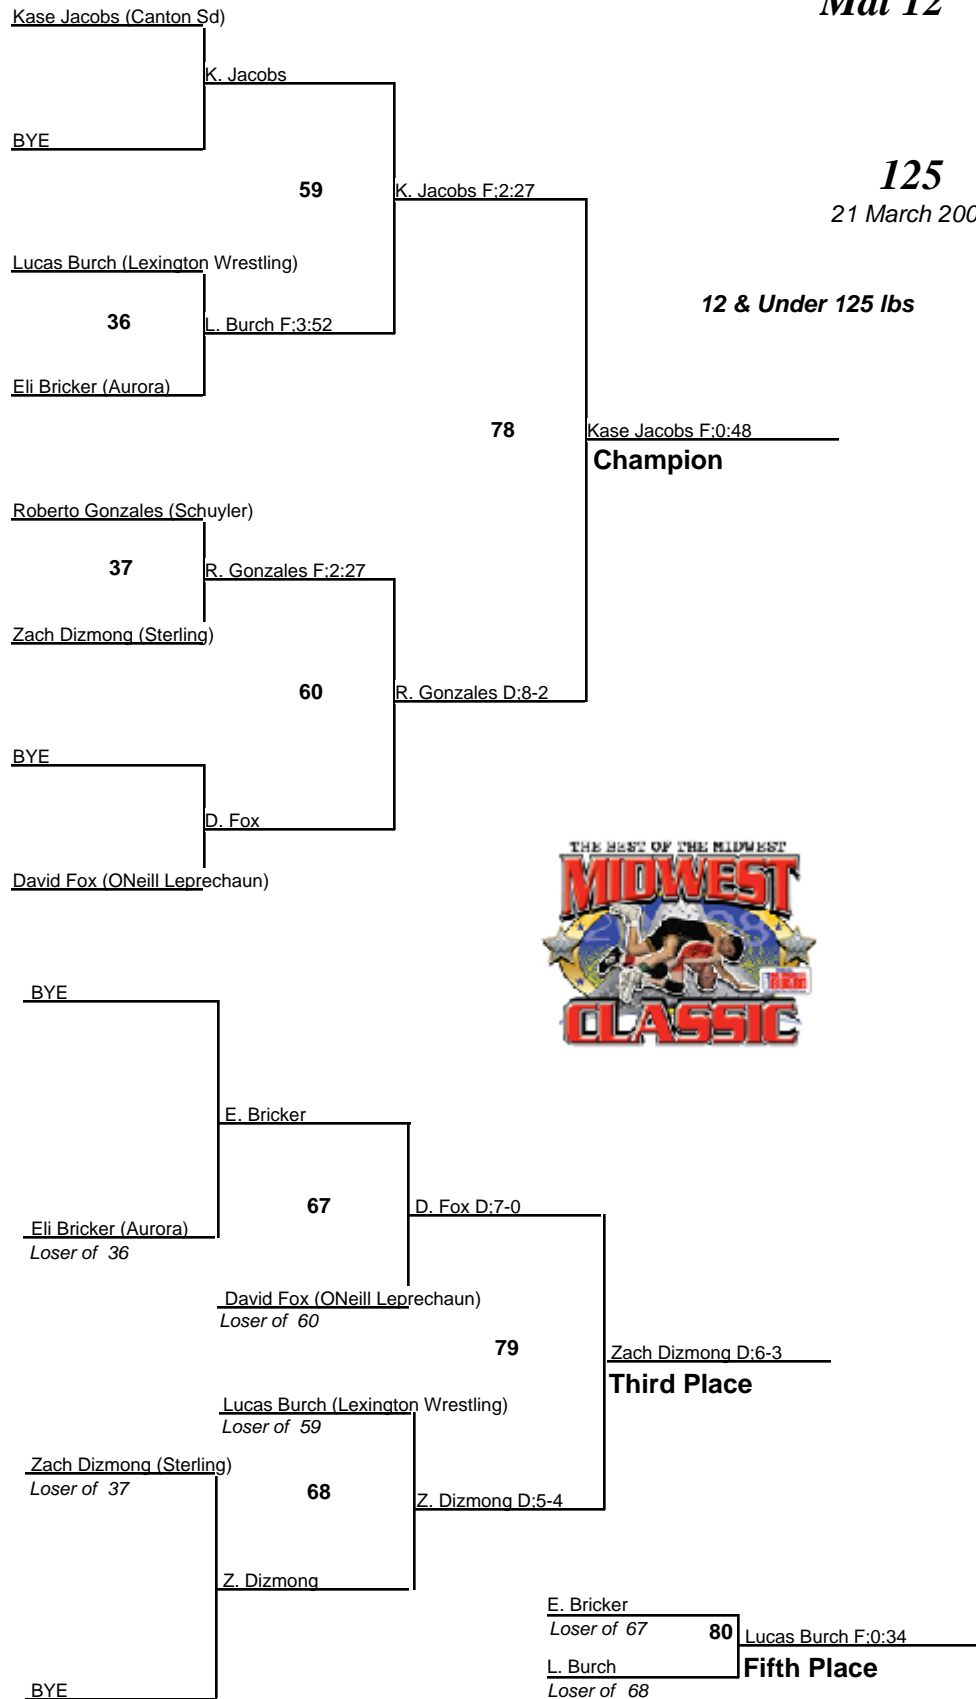 Mat 12
Kase Jacobs (Canton Sd)
K. Jacobs
BYE
125
59
K. Jacobs F;2:27
21 March 200
Lucas Burch (Lexington Wrestling)
12 & Under 125 lbs
36
L. Burch F;3:52
Eli Bricker (Aurora)
78
Kase Jacobs F;0:48
Champion
Roberto Gonzales (Schuyler)
37
R. Gonzales F;2:27
Zach Dizmong (Sterling)
60
R. Gonzales D;8-2
BYE
D. Fox
David Fox (ONeill Leprechaun)
THE BEST OF THE MIDWEST
MIDWEST
CLASSIC
BYE
E. Bricker
67
D. Fox D;7-0
Eli Bricker (Aurora)
Loser of 36
David Fox (ONeill Leprechaun)
Loser of 60
79
Zach Dizmong D;6-3
Third Place
Lucas Burch (Lexington Wrestling)
Loser of 59
Zach Dizmong (Sterling)
Loser of 37
68
Z. Dizmong D;5-4
Z. Dizmong
E. Bricker
Loser of 67
80
Lucas Burch F;0:34
Fifth Place
L. Burch
Loser of 68
BYE